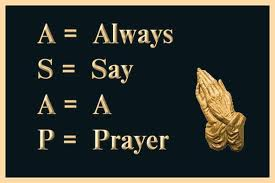 A = Always
S = Say
A = A
P = Prayer